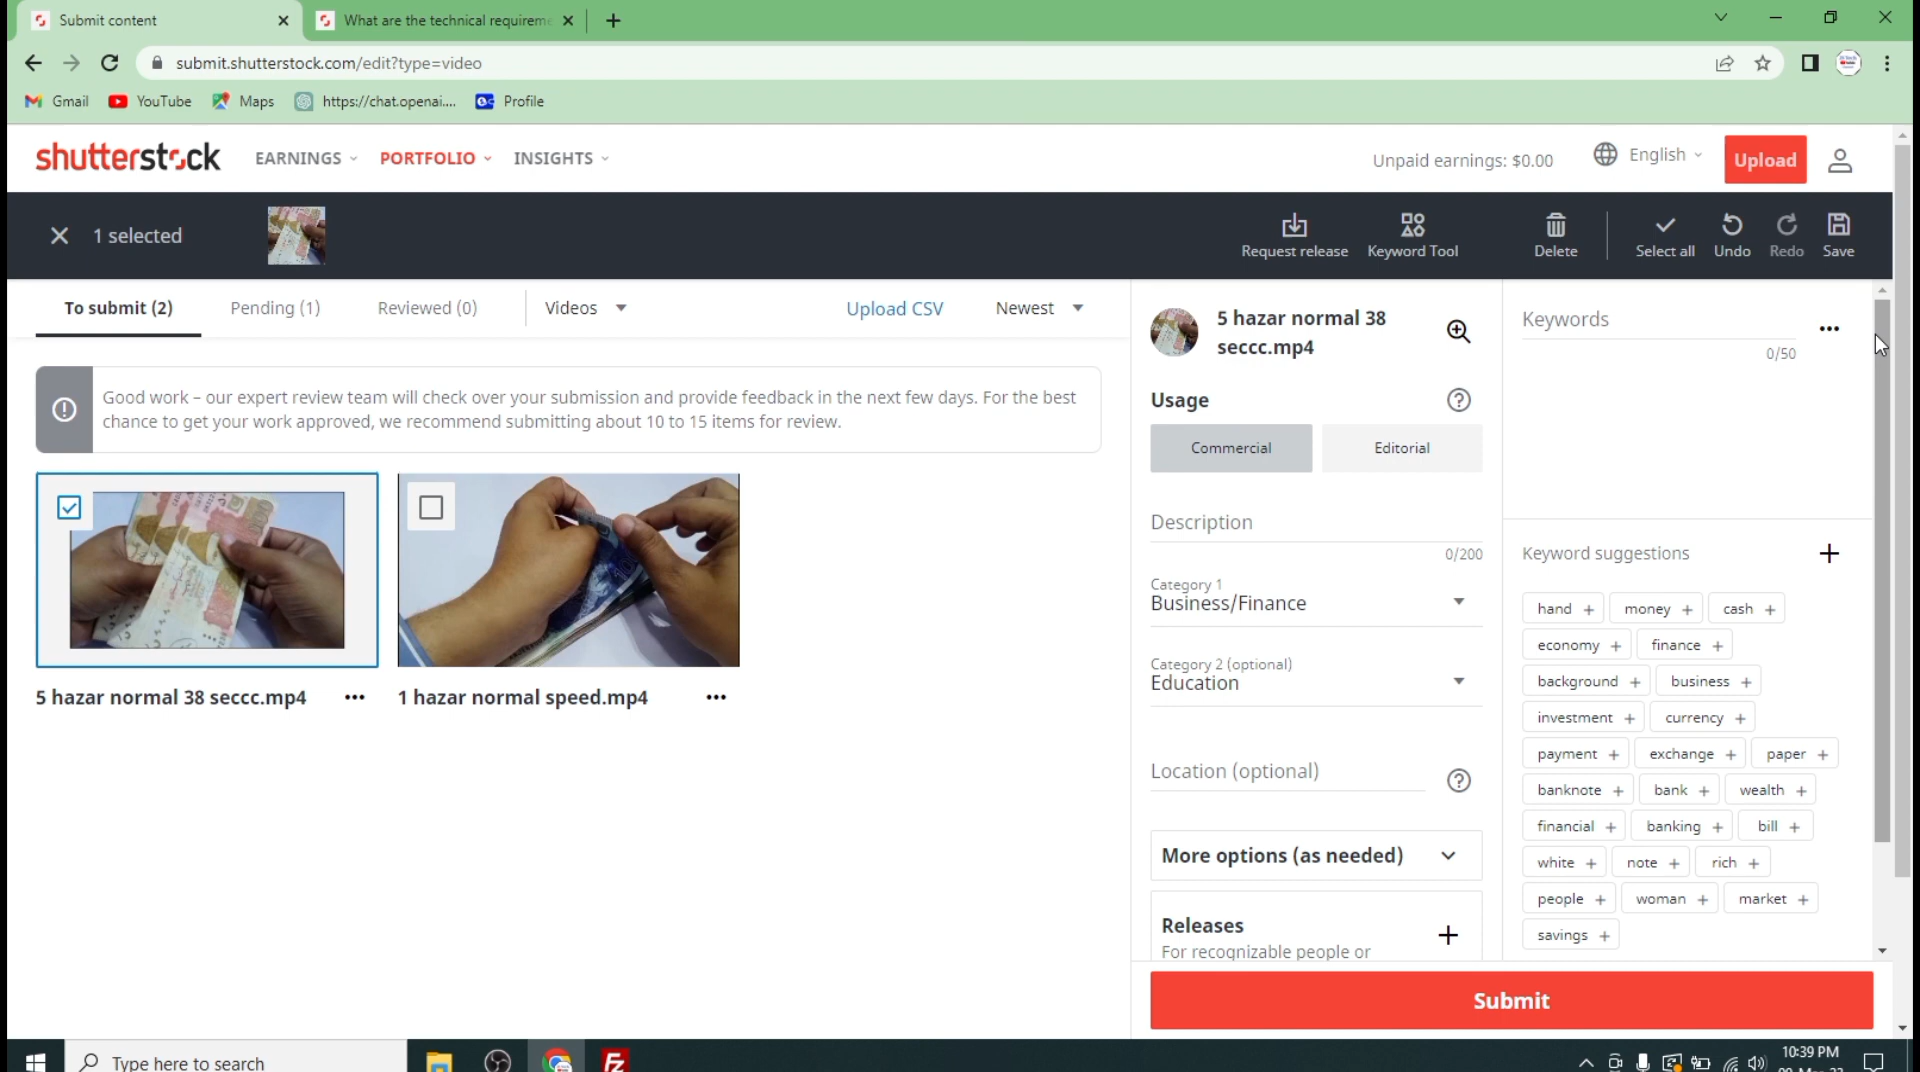 Submit content
What are the technical requireme
submit.shutterstock.com/edit?type=video
Gmail
YouTube
Maps
https://chat.openai....
Profile
shutterstock
EARNINGS
PORTFOLIO
INSIGHTS
Unpaid earnings: $0.00
English
Upload
1 selected
Request release
Keyword Tool
Delete
Select all
Undo
Redo
Save
To submit (2)
Pending (1)
Reviewed (0)
Videos
Upload CSV
Newest
Good work – our expert review team will check over your submission and provide feedback in the next few days. For the best
chance to get your work approved, we recommend submitting about 10 to 15 items for review.
5 hazar normal 38 seccc.mp4
1 hazar normal speed.mp4
5 hazar normal 38
seccc.mp4
Usage
Commercial
Editorial
Description
0/200
Category 1
Business/Finance
Category 2 (optional)
Education
Location (optional)
More options (as needed)
Releases
For recognizable people or
Keywords
0/50
Keyword suggestions
hand +
money +
cash +
economy +
finance +
background +
business +
investment +
currency +
payment +
exchange +
paper +
banknote +
bank +
wealth +
financial +
banking +
bill +
white +
note +
rich +
people +
woman +
market +
savings +
Submit
Type here to search
10:39 PM